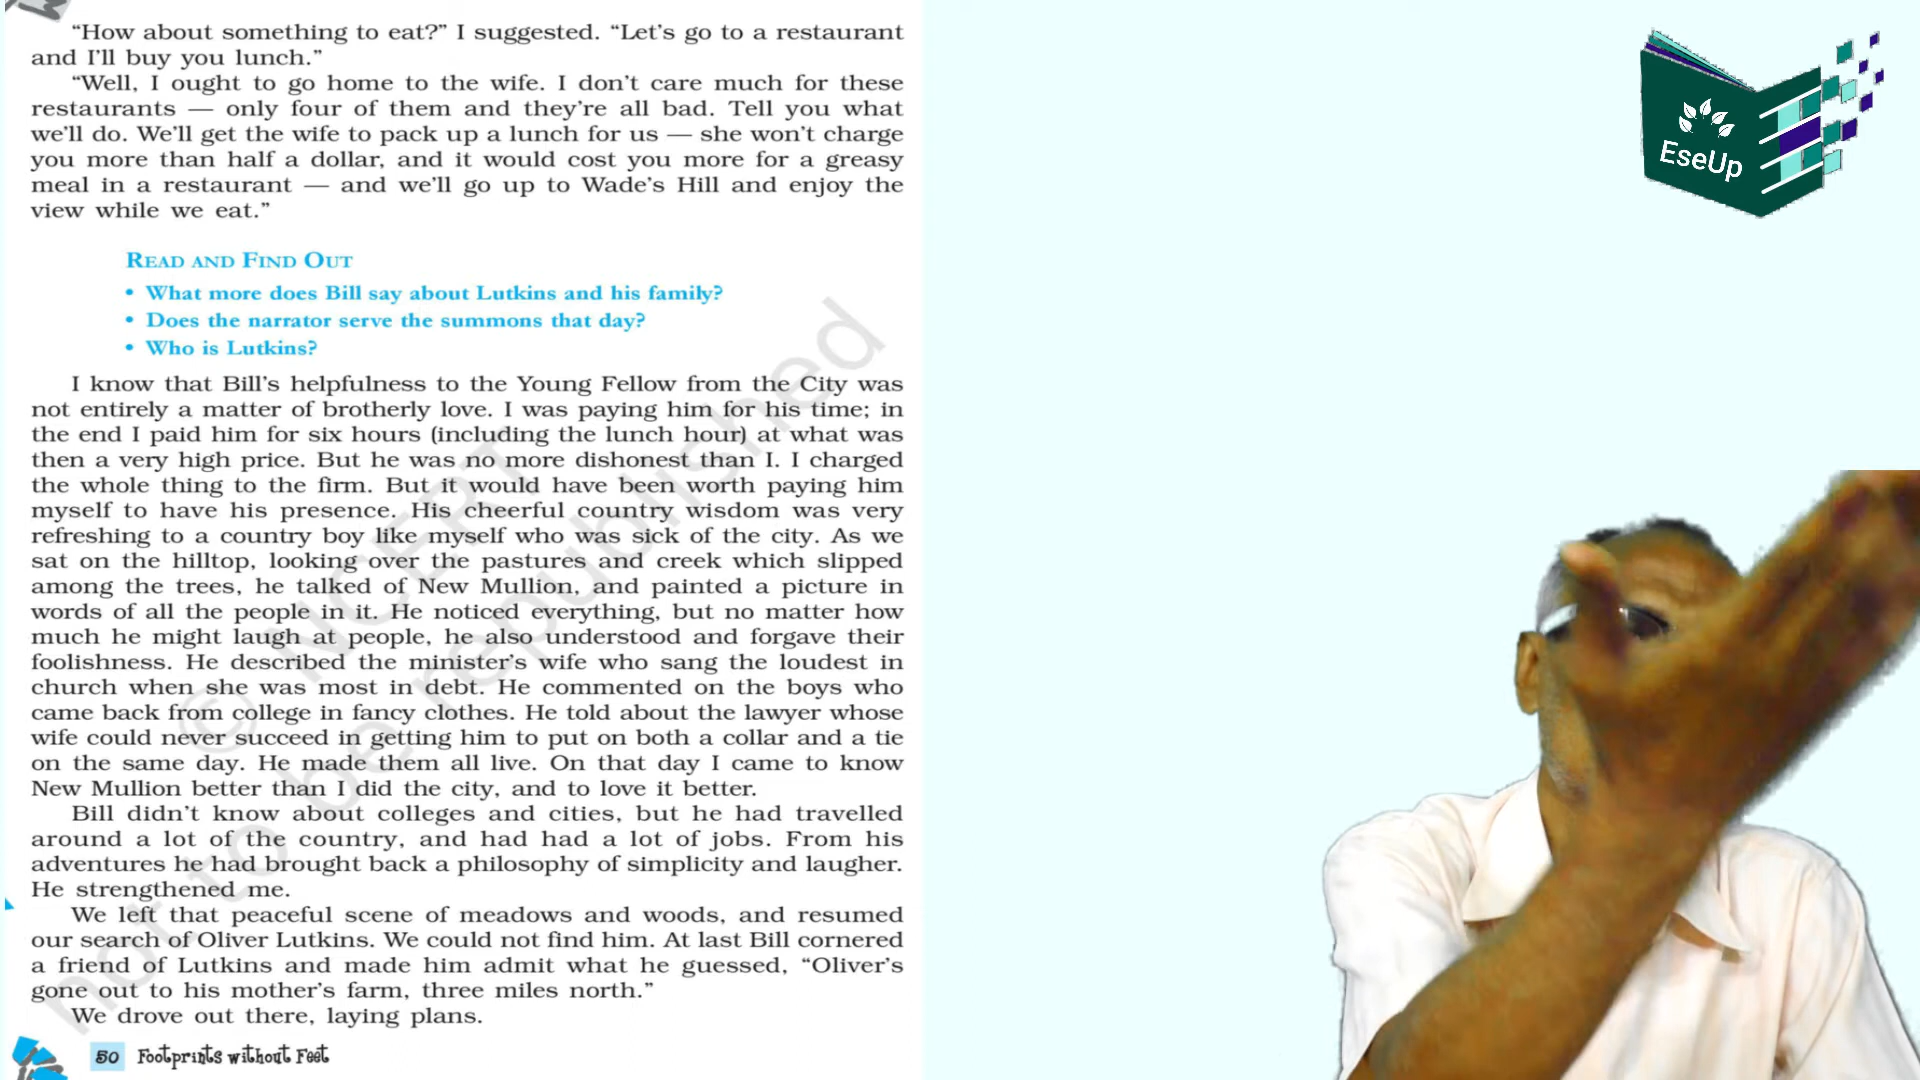 “How about something to eat?” I suggested. “Let’s go to a restaurant
and I’ll buy you lunch.”
“Well, I ought to go home to the wife. I don’t care much for these
restaurants — only four of them and they’re all bad. Tell you what
we’ll do. We’ll get the wife to pack up a lunch for us — she won’t charge
you more than half a dollar, and it would cost you more for a greasy
meal in a restaurant — and we’ll go up to Wade’s Hill and enjoy the
view while we eat.”
READ AND FIND OUT
• What more does Bill say about Lutkins and his family?
• Does the narrator serve the summons that day?
• Who is Lutkins?
I know that Bill’s helpfulness to the Young Fellow from the City was
not entirely a matter of brotherly love. I was paying him for his time; in
the end I paid him for six hours (including the lunch hour) at what was
then a very high price. But he was no more dishonest than I. I charged
the whole thing to the firm. But it would have been worth paying him
myself to have his presence. His cheerful country wisdom was very
refreshing to a country boy like myself who was sick of the city. As we
sat on the hilltop, looking over the pastures and creek which slipped
among the trees, he talked of New Mullion, and painted a picture in
words of all the people in it. He noticed everything, but no matter how
much he might laugh at people, he also understood and forgave their
foolishness. He described the minister’s wife who sang the loudest in
church when she was most in debt. He commented on the boys who
came back from college in fancy clothes. He told about the lawyer whose
wife could never succeed in getting him to put on both a collar and a tie
on the same day. He made them all live. On that day I came to know
New Mullion better than I did the city, and to love it better.
Bill didn’t know about colleges and cities, but he had travelled
around a lot of the country, and had had a lot of jobs. From his
adventures he had brought back a philosophy of simplicity and laugher.
He strengthened me.
We left that peaceful scene of meadows and woods, and resumed
our search of Oliver Lutkins. We could not find him. At last Bill cornered
a friend of Lutkins and made him admit what he guessed, “Oliver’s
gone out to his mother’s farm, three miles north.”
We drove out there, laying plans.
50 Footprints without Feet
© NCERT
not to be republished
EseUp